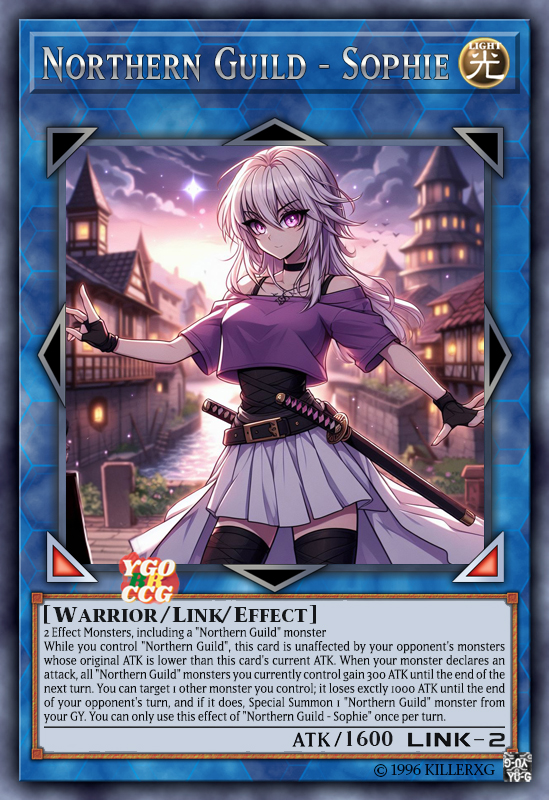 NORTHERN GUILD - SOPHIE
LIGHT
光
YGO
RR
CCG
[WARRIOR/LINK/EFFECT]
2 Effect Monsters, including a "Northern Guild" monster
While you control "Northern Guild", this card is unaffected by your opponent's monsters
whose original ATK is lower than this card's current ATK. When your monster declares an
attack, all "Northern Guild" monsters you currently control gain 300 ATK until the end of the
next turn. You can target 1 other monster you control; it loses exctly 1000 ATK until the end
of your opponent's turn, and if it does, Special Summon 1 "Northern Guild" monster from
your GY. You can only use this effect of "Northern Guild - Sophie" once per turn.
ATK/1600 LINK-2
© 1996 KILLERXG
YU-G